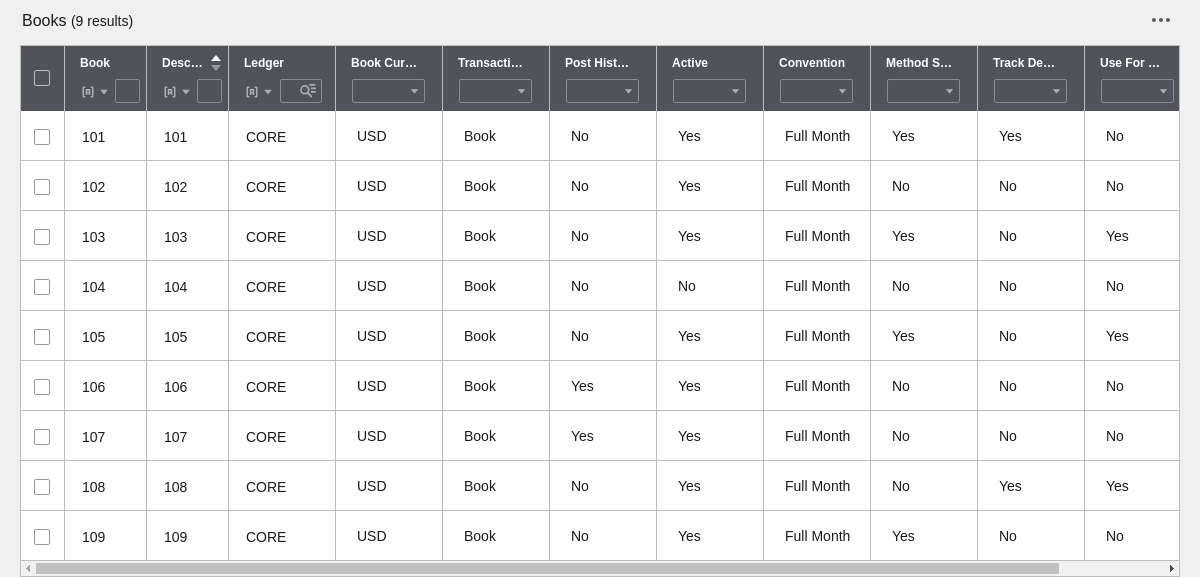 Books (9 results)
Book Desc... Ledger Book Cur... Transacti... Post Hist... Active Convention Method S... Track De... Use For ...
101 101 CORE USD Book No Yes Full Month Yes Yes No
102 102 CORE USD Book No Yes Full Month No No No
103 103 CORE USD Book No Yes Full Month Yes No Yes
104 104 CORE USD Book No No Full Month No No No
105 105 CORE USD Book No Yes Full Month Yes No Yes
106 106 CORE USD Book Yes Yes Full Month No No No
107 107 CORE USD Book Yes Yes Full Month No No No
108 108 CORE USD Book No Yes Full Month No Yes Yes
109 109 CORE USD Book No Yes Full Month Yes No No